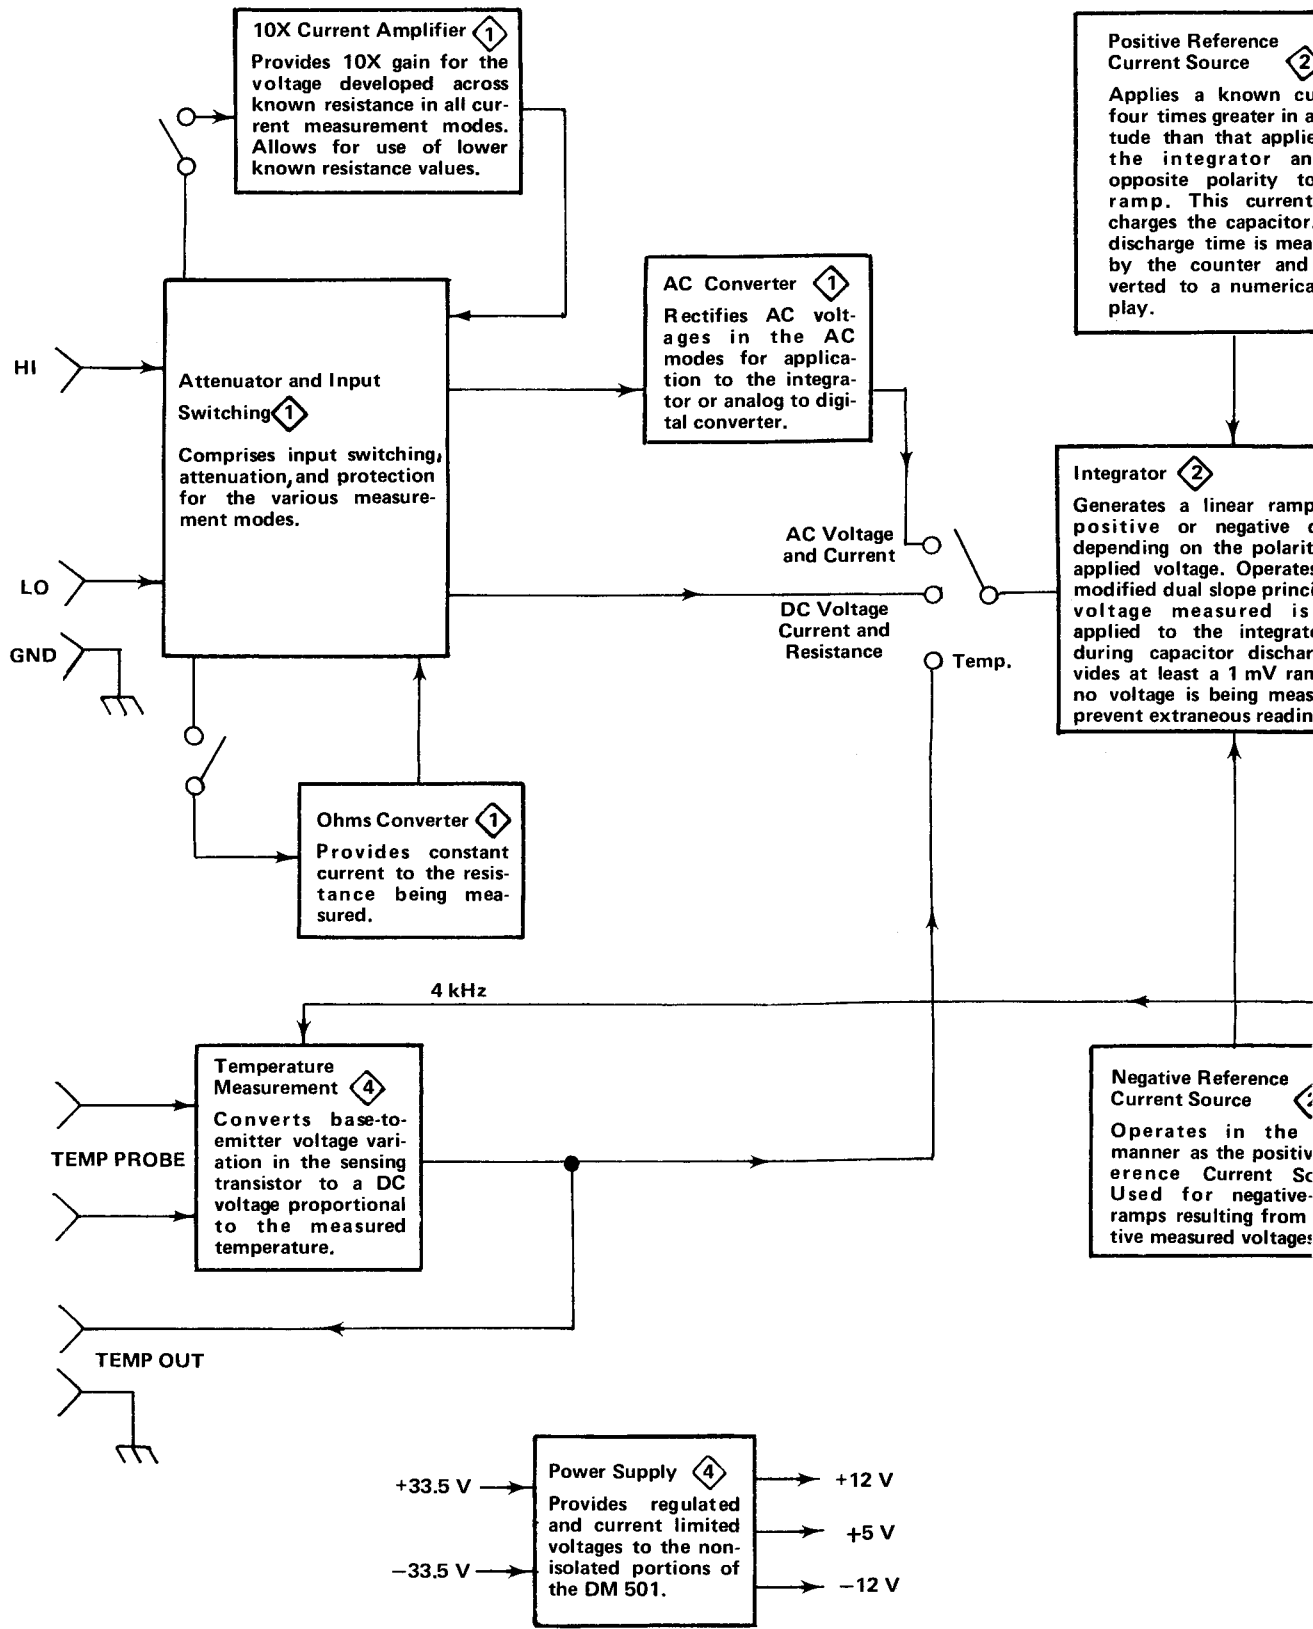 10X Current Amplifier 1
Provides 10X gain for the
voltage developed across
known resistance in all cur-
rent measurement modes.
Allows for use of lower
known resistance values.
Positive Reference
Current Source 2
Applies a known cu
four times greater in a
tude than that applie
the integrator an
opposite polarity to
ramp. This current
charges the capacitor.
discharge time is mea
by the counter and
verted to a numerica
play.
AC Converter 1
Rectifies AC volt-
ages in the AC
modes for applica-
tion to the integra-
tor or analog to digi-
tal converter.
HI
Attenuator and Input
Switching 1
Comprises input switching,
attenuation, and protection
for the various measure-
ment modes.
LO
GND
AC Voltage
and Current
DC Voltage
Current and
Resistance
Temp.
Integrator 2
Generates a linear ramp
positive or negative
depending on the polarit
applied voltage. Operates
modified dual slope princi
voltage measured is
applied to the integrat
during capacitor dischar
vides at least a 1 mV ram
no voltage is being meas
prevent extraneous readin
Ohms Converter 1
Provides constant
current to the resis-
tance being mea-
sured.
4 kHz
Temperature
Measurement 4
Converts base-to-
emitter voltage vari-
ation in the sensing
transistor to a DC
voltage proportional
to the measured
temperature.
TEMP PROBE
TEMP OUT
Negative Reference
Current Source 2
Operates in the
manner as the positiv
erence Current So
Used for negative-
ramps resulting from
tive measured voltages
Power Supply 4
Provides regulated
and current limited
voltages to the non-
isolated portions of
the DM 501.
+33.5 V
−33.5 V
+12 V
+5 V
−12 V